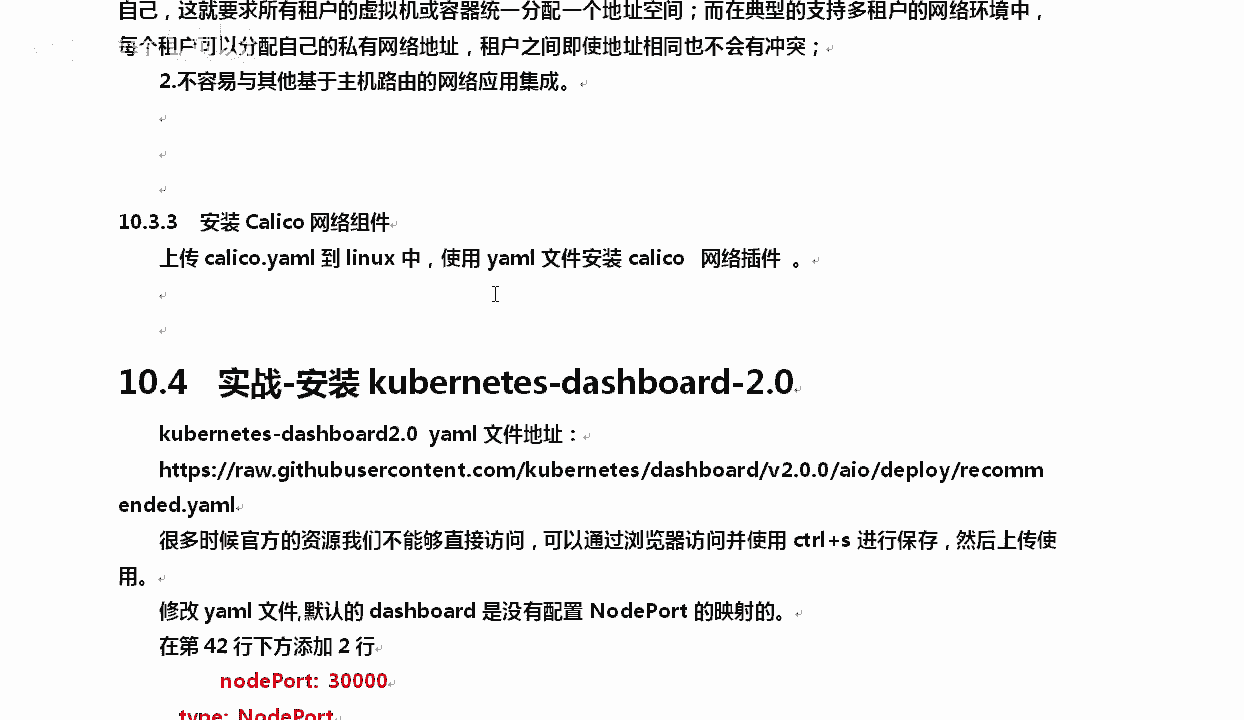 自己，这就要求所有租户的虚拟机或容器统一分配一个地址空间；而在典型的支持多租户的网络环境中，
每个租户可以分配自己的私有网络地址，租户之间即使地址相同也不会有冲突；
2.不容易与其他基于主机路由的网络应用集成。
10.3.3 安装 Calico 网络组件
上传 calico.yaml 到 linux 中，使用 yaml 文件安装 calico 网络插件 。
10.4 实战-安装 kubernetes-dashboard-2.0
kubernetes-dashboard2.0 yaml 文件地址：
https://raw.githubusercontent.com/kubernetes/dashboard/v2.0.0/aio/deploy/recomm
ended.yaml
很多时候官方的资源我们不能够直接访问，可以通过浏览器访问并使用 ctrl+s 进行保存，然后上传使
用。
修改 yaml 文件,默认的 dashboard 是没有配置 NodePort 的映射的。
在第 42 行下方添加 2 行
nodePort: 30000
type: NodePort